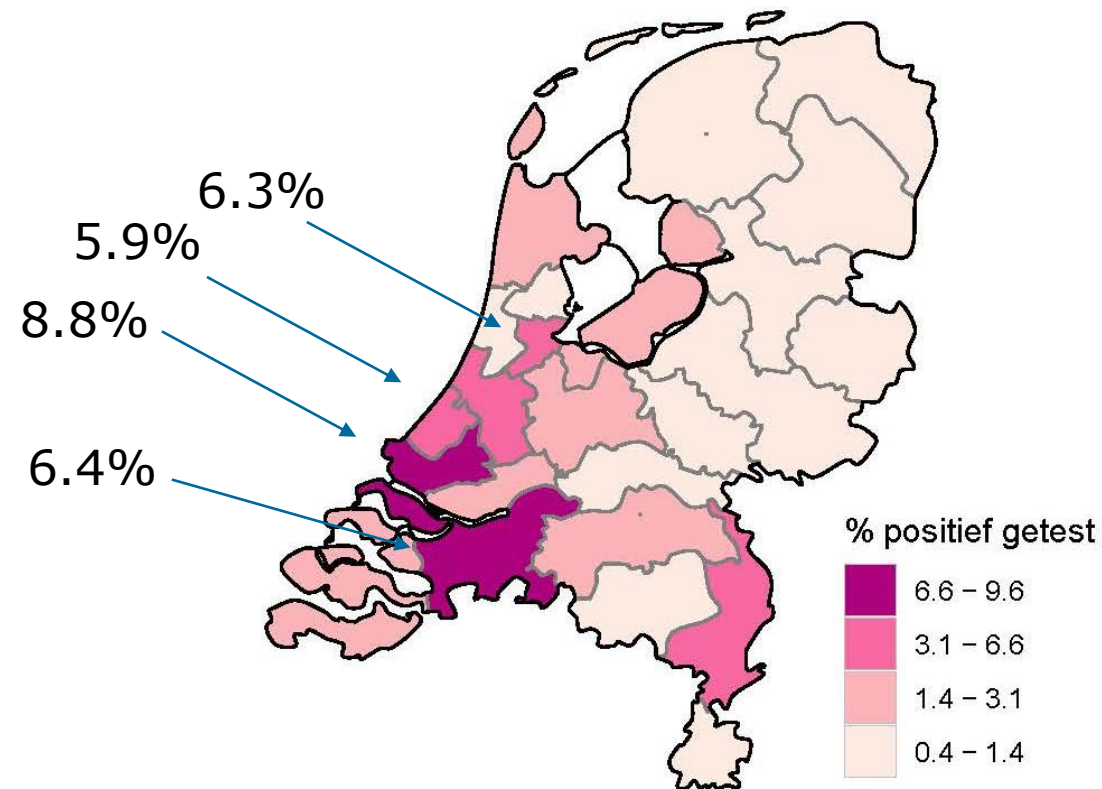 6.3%
5.9%
8.8%
6.4%
% positief getest
6.6 – 9.6
3.1 – 6.6
1.4 – 3.1
0.4 – 1.4